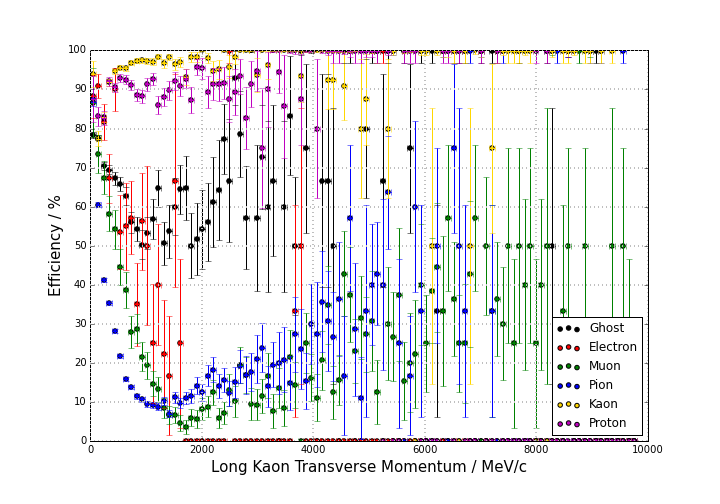 100
90
80
70
60
50
40
30
20
10
0
Efficiency / %
0 2000 4000 6000 8000 10000
Long Kaon Transverse Momentum / MeV/c
Ghost
Electron
Muon
Pion
Kaon
Proton